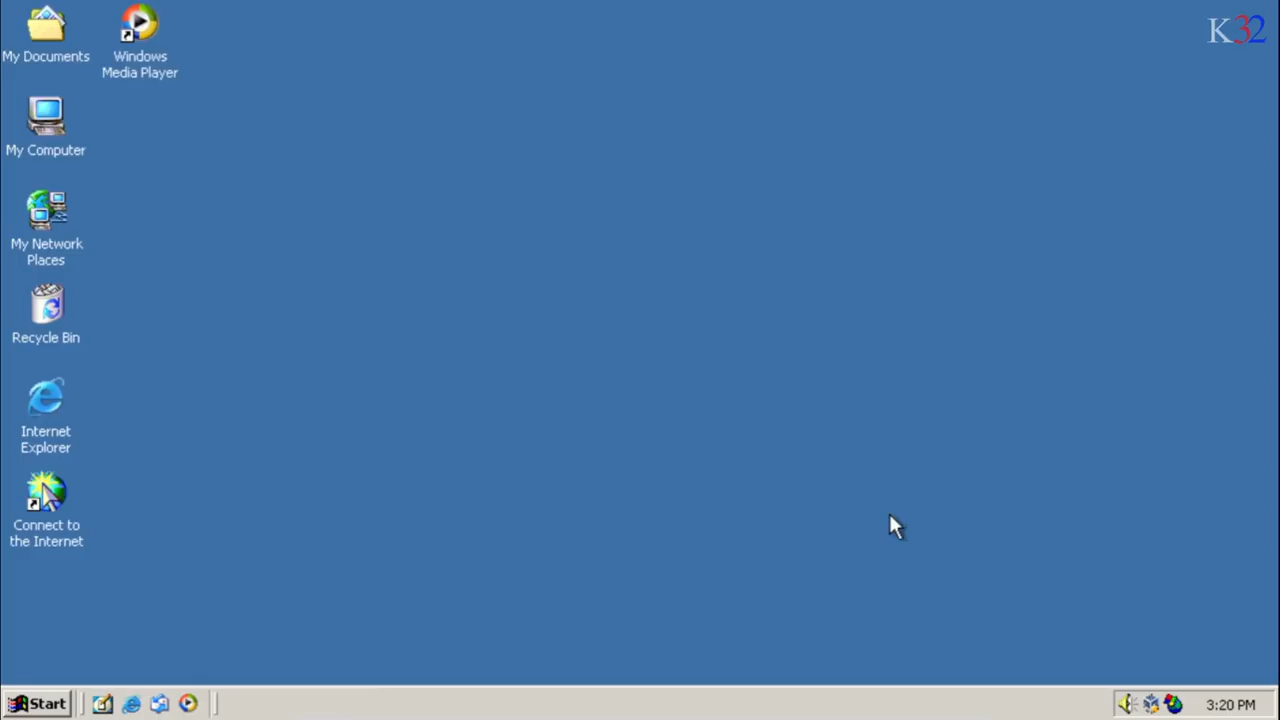 My Documents
Windows
Media Player
K32
My Computer
My Network
Places
Recycle Bin
Internet
Explorer
Connect to
the Internet
Start
3:20 PM